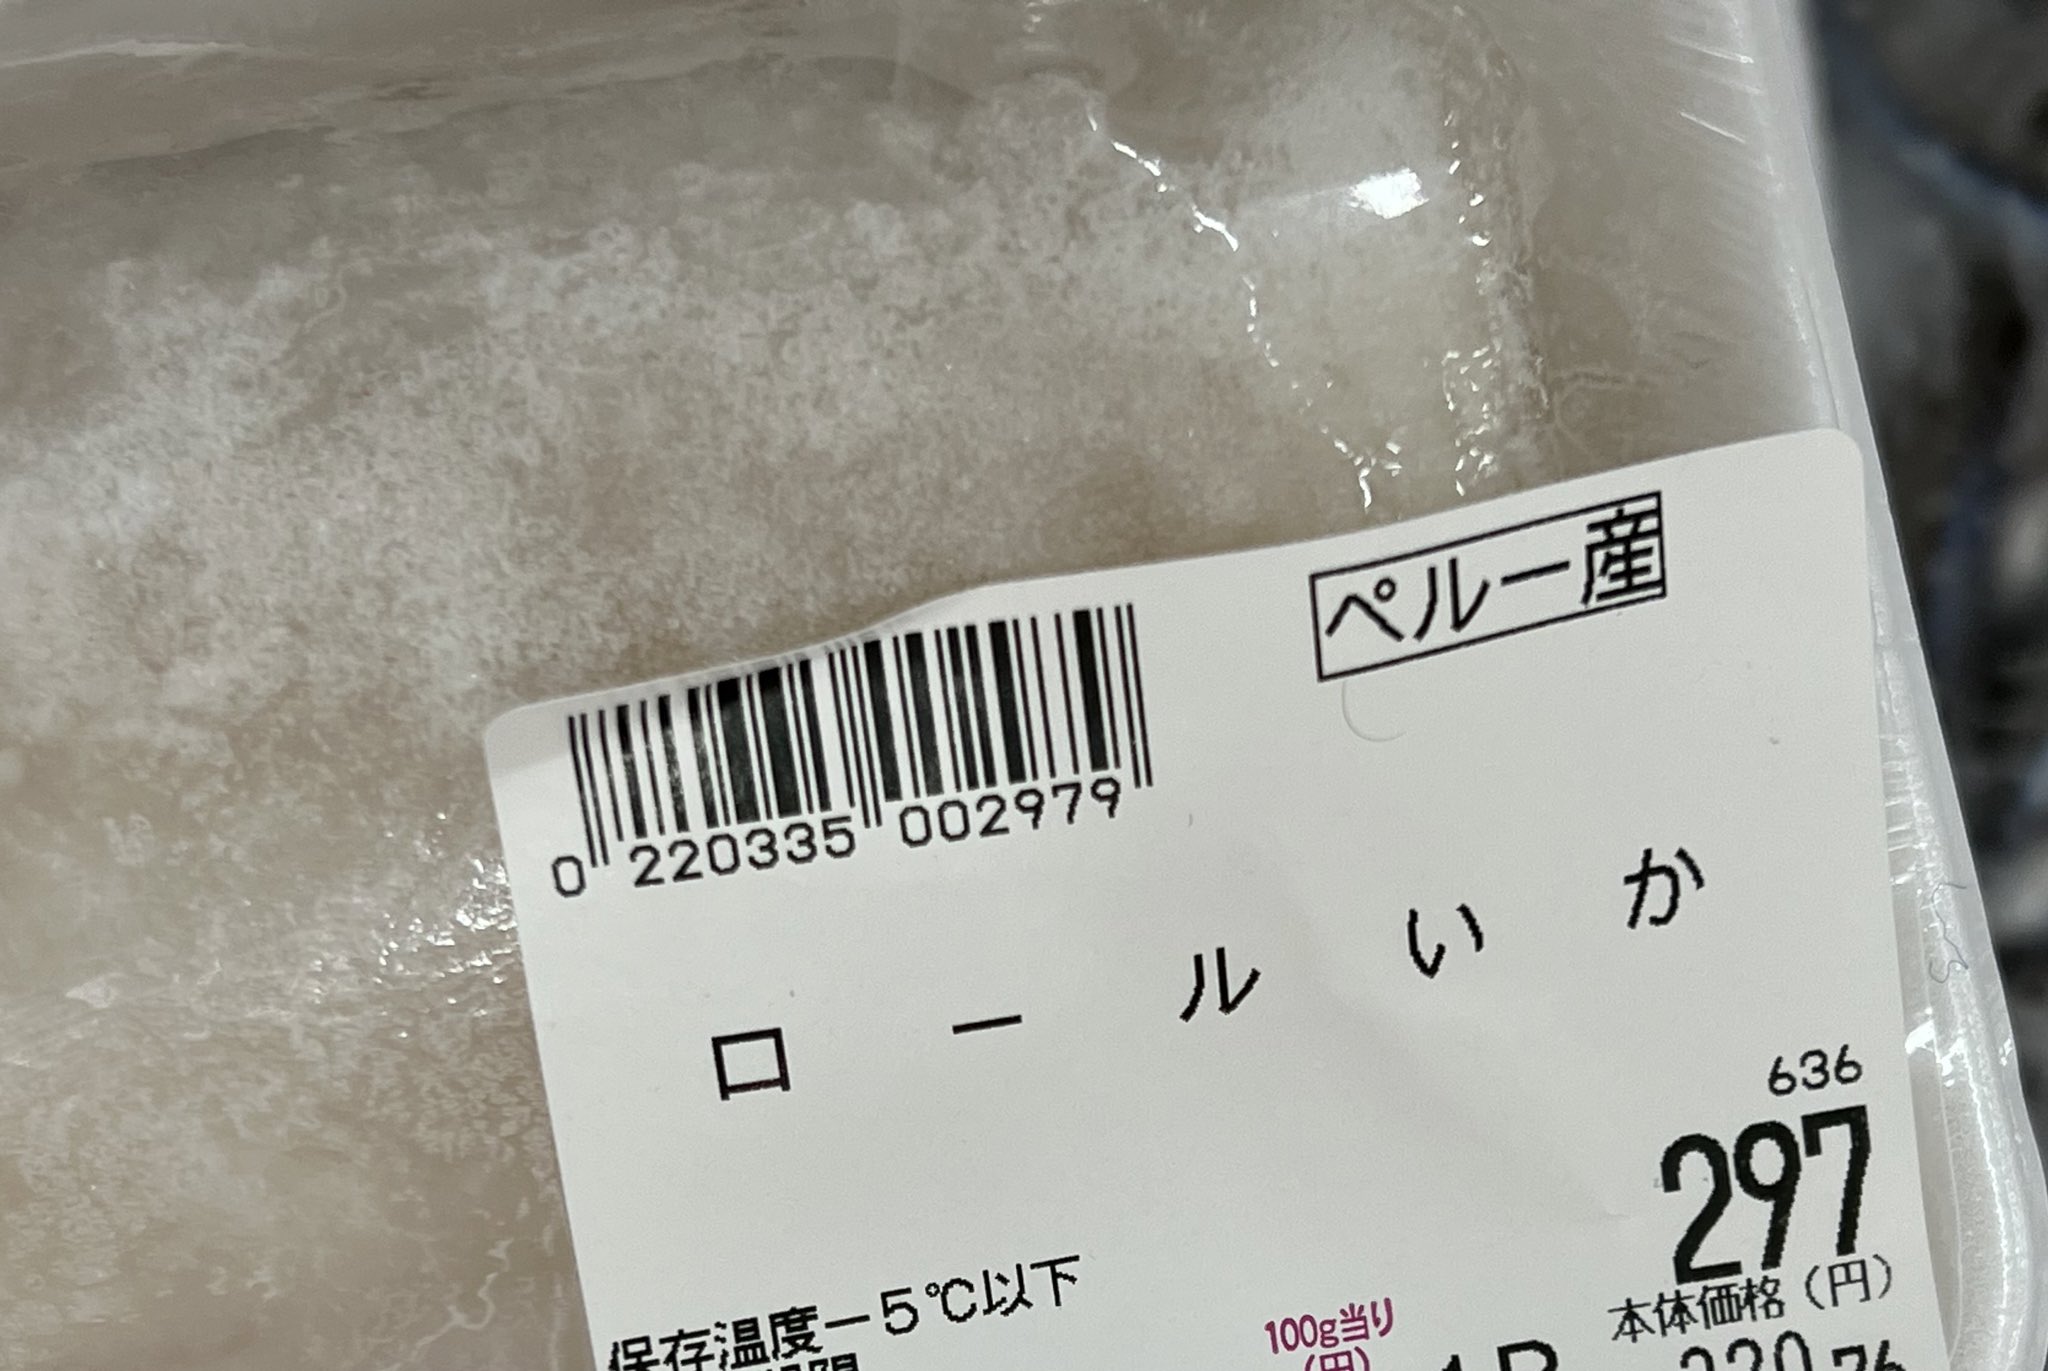 ペルー産
0 220335 002979
ロールいか
636
297
本体価格(円)
保存温度-5℃以下
100g当り
(円)